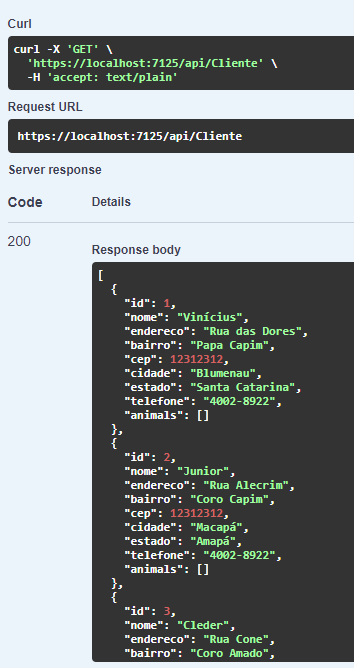 Curl
curl -X 'GET' \
  'https://localhost:7125/api/Cliente' \
  -H 'accept: text/plain'
Request URL
https://localhost:7125/api/Cliente
Server response
Code Details
200
Response body
[
  {
    "id": 1,
    "nome": "Vinícius",
    "endereco": "Rua das Dores",
    "bairro": "Papa Capim",
    "cep": 12312312,
    "cidade": "Blumenau",
    "estado": "Santa Catarina",
    "telefone": "4002-8922",
    "animals": []
  },
  {
    "id": 2,
    "nome": "Junior",
    "endereco": "Rua Alecrim",
    "bairro": "Coro Capim",
    "cep": 12312312,
    "cidade": "Macapá",
    "estado": "Amapá",
    "telefone": "4002-8922",
    "animals": []
  },
  {
    "id": 3,
    "nome": "Cleder",
    "endereco": "Rua Cone",
    "bairro": "Coro Amado",